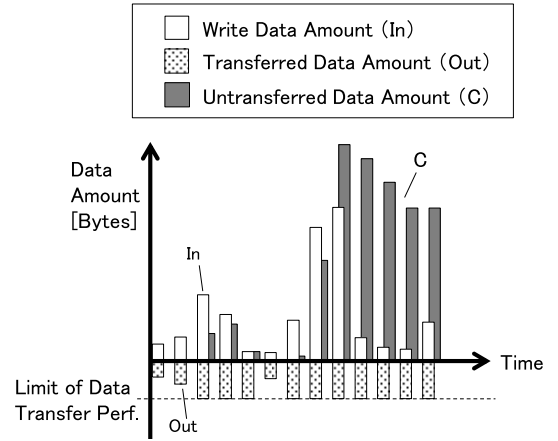 Write Data Amount (In)
Transferred Data Amount (Out)
Untransferred Data Amount (C)
Data
Amount
[Bytes]
C
In
Time
Limit of Data
Transfer Perf.
Out